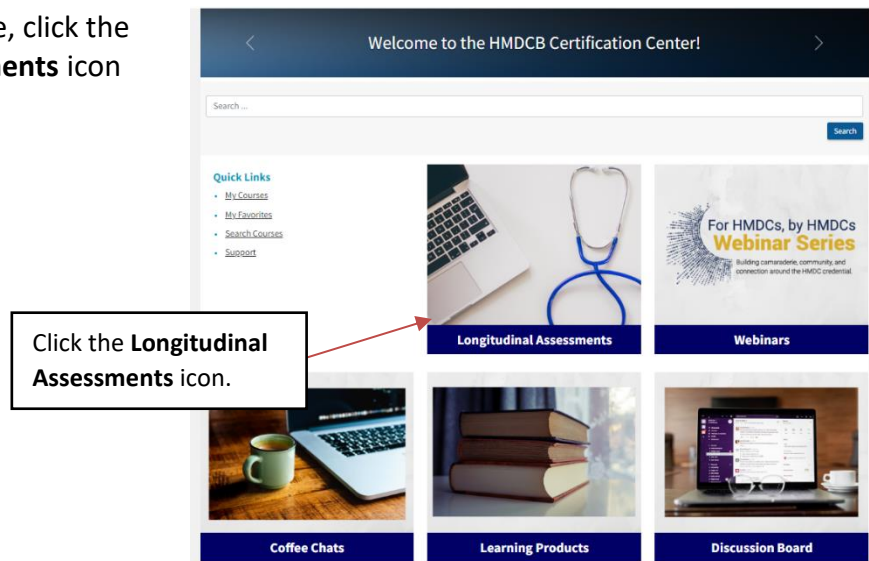 e, click the
ents icon
Welcome to the HMDCB Certification Center!
Search ...
Search
Quick Links
My Courses
My Favorites
Search Courses
Support
For HMDCs, by HMDCs
Webinar Series
Building camaraderie, community, and
connection around the HMDC credential.
Longitudinal Assessments
Webinars
Click the Longitudinal
Assessments icon.
Coffee Chats
Learning Products
Discussion Board